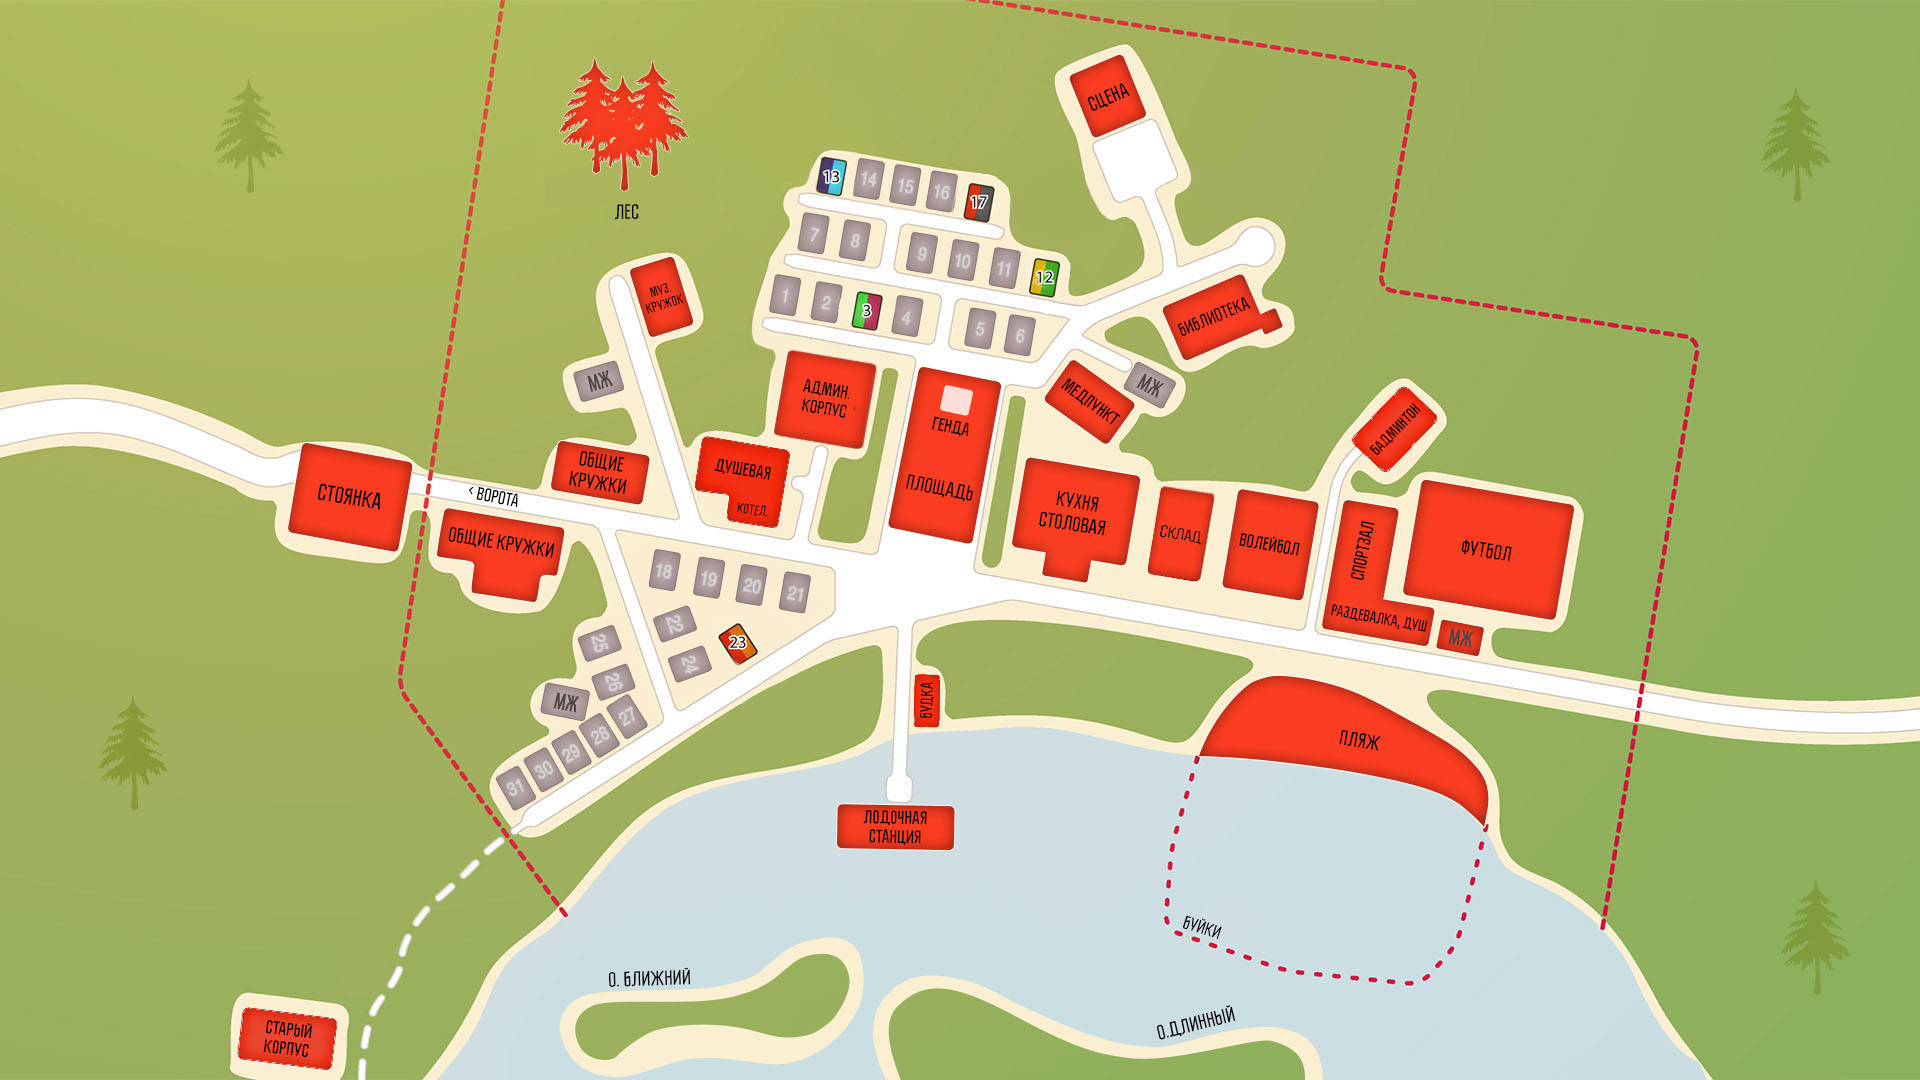 СЦЕНА
13
14
15
16
17
ЛЕС
7
8
9
10
11
12
МУЗ.
КРУЖОК
1
2
3
4
5
6
БИБЛИОТЕКА
МЖ
АДМИН.
КОРПУС
ГЕНДА
ПЛОЩАДЬ
МЕДПУНКТ
МЖ
БАДМИНТОН
СТОЯНКА
< ВОРОТА
ОБЩИЕ
КРУЖКИ
ДУШЕВАЯ
КОТЕЛ.
КУХНЯ
СТОЛОВАЯ
СКЛАД
ВОЛЕЙБОЛ
СПОРТЗАЛ
РАЗДЕВАЛКА, ДУШ
ФУТБОЛ
МЖ
ОБЩИЕ КРУЖКИ
18
19
20
21
22
23
24
25
26
МЖ
27
28
29
30
31
БУДКА
ПЛЯЖ
ЛОДОЧНАЯ
СТАНЦИЯ
БУЙКИ
О. БЛИЖНИЙ
О.ДЛИННЫЙ
СТАРЫЙ
КОРПУС